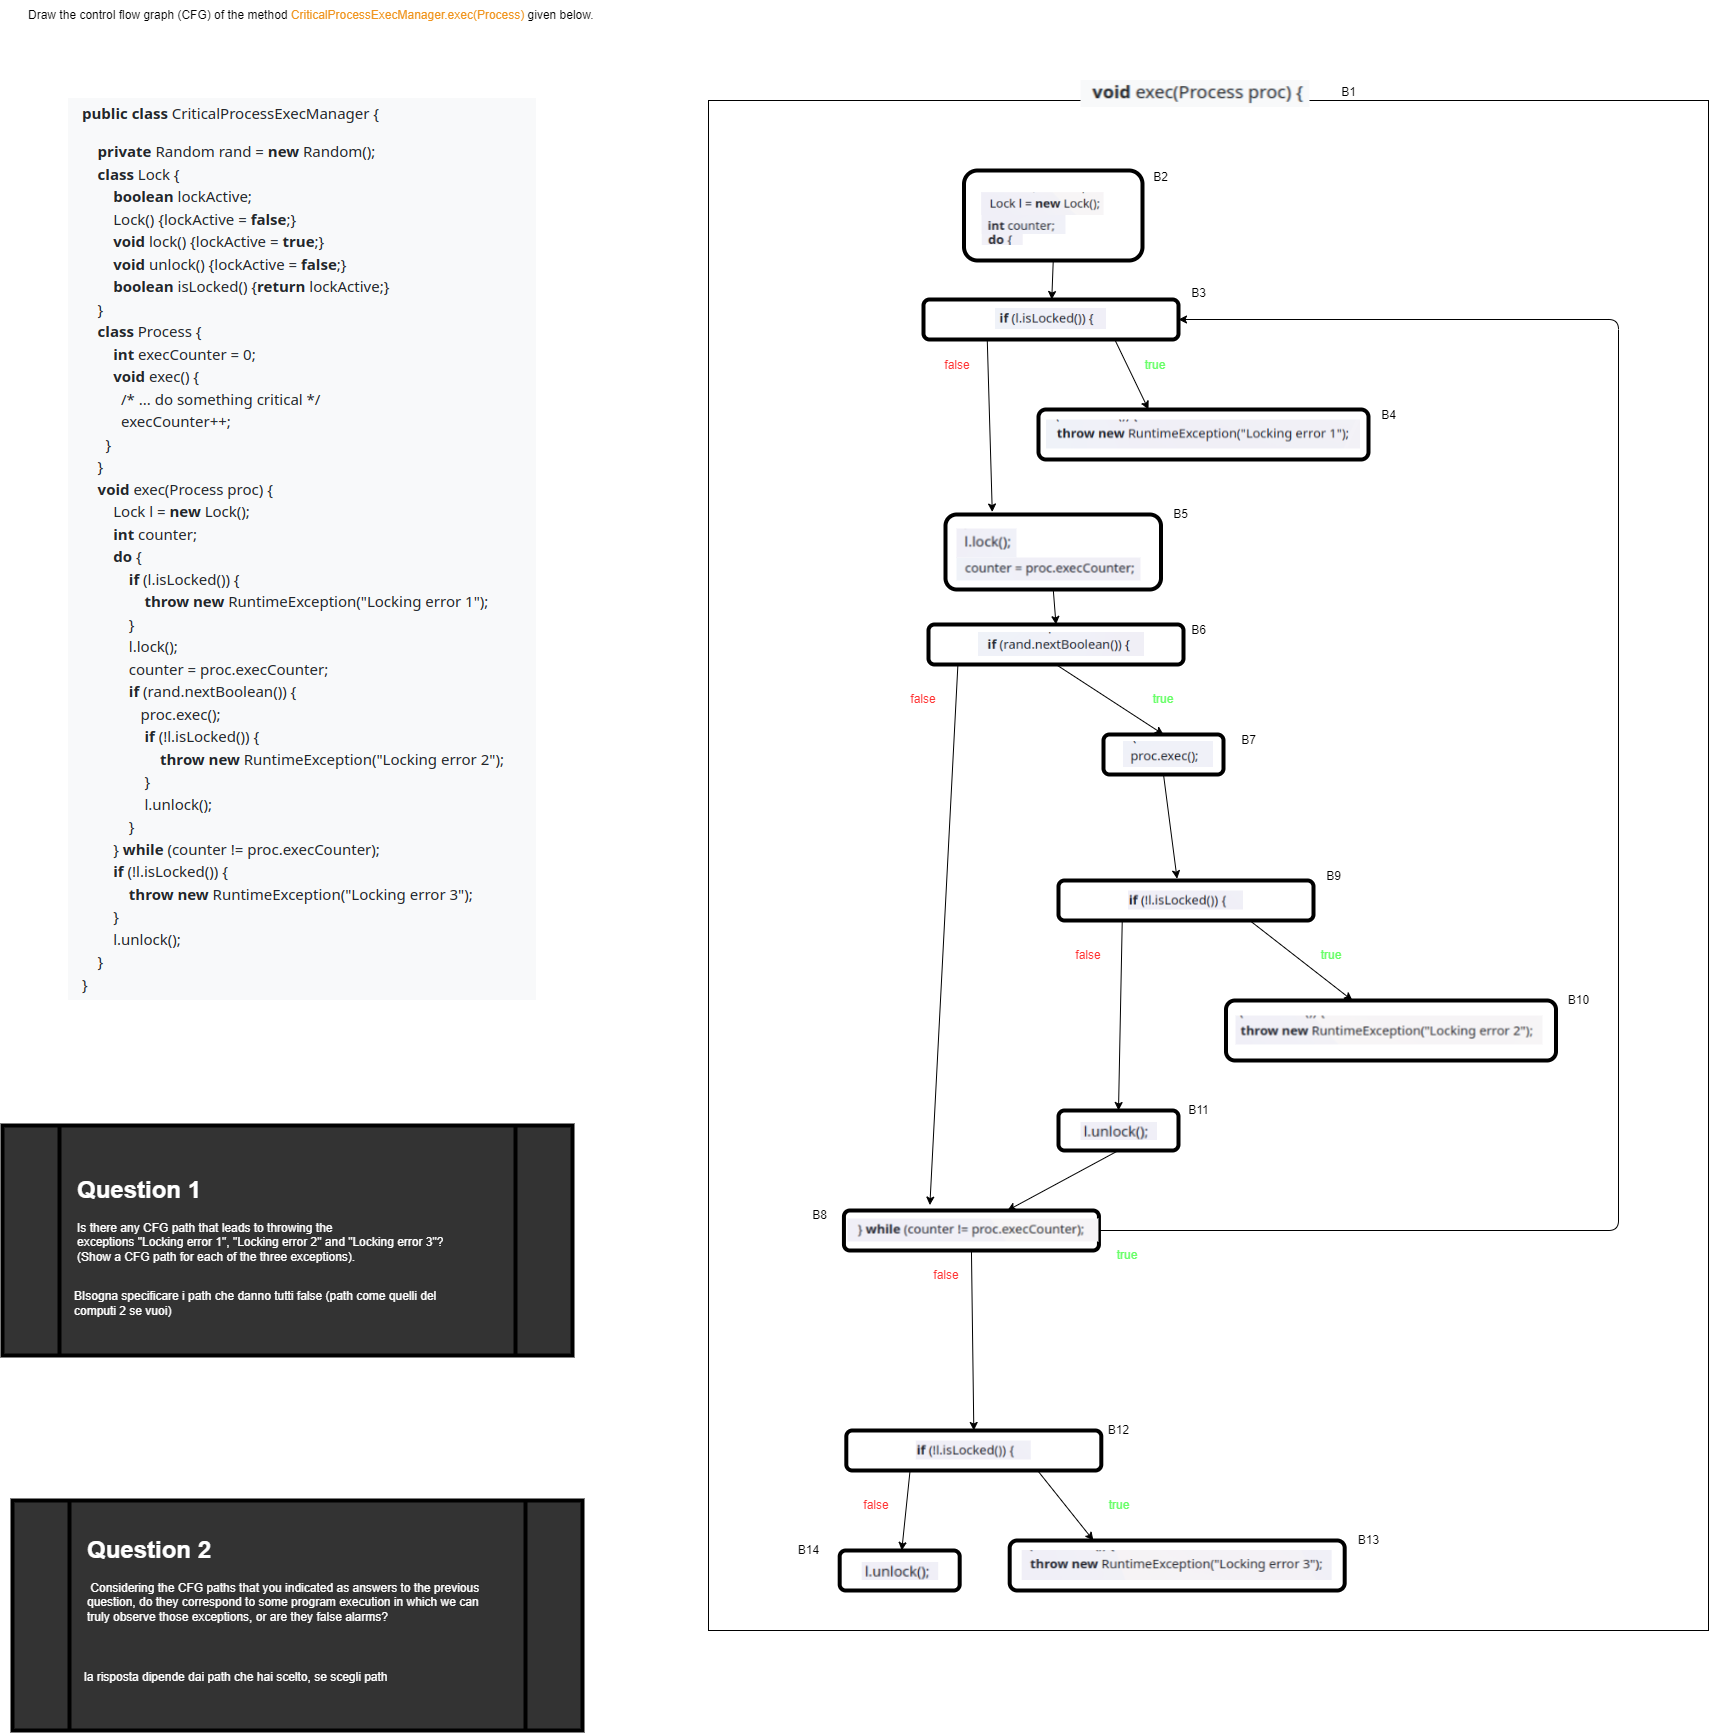 Draw the control flow graph (CFG) of the method CriticalProcessExecManager.exec(Process) given below.
public class CriticalProcessExecManager {
private Random rand = new Random();
class Lock {
boolean lockActive;
Lock() {lockActive = false;}
void lock() {lockActive = true;}
void unlock() {lockActive = false;}
boolean isLocked() {return lockActive;}
}
class Process {
int execCounter = 0;
void exec() {
/* ... do something critical */
execCounter++;
}
}
void exec(Process proc) {
Lock l = new Lock();
int counter;
do {
if (l.isLocked()) {
throw new RuntimeException("Locking error 1");
}
l.lock();
counter = proc.execCounter;
if (rand.nextBoolean()) {
proc.exec();
if (!l.isLocked()) {
throw new RuntimeException("Locking error 2");
}
l.unlock();
}
} while (counter != proc.execCounter);
if (!l.isLocked()) {
throw new RuntimeException("Locking error 3");
}
l.unlock();
}
}
Question 1
Is there any CFG path that leads to throwing the
exceptions "Locking error 1", "Locking error 2" and "Locking error 3"?
(Show a CFG path for each of the three exceptions).
BIsogna specificare i path che danno tutti false (path come quelli del
computi 2 se vuoi)
Question 2
Considering the CFG paths that you indicated as answers to the previous
question, do they correspond to some program execution in which we can
truly observe those exceptions, or are they false alarms?
la risposta dipende dai path che hai scelto, se scegli path
void exec(Process proc) {
B1
B2
Lock l = new Lock();
int counter;
do {
B3
if (l.isLocked()) {
false
true
B4
throw new RuntimeException("Locking error 1");
B5
l.lock();
counter = proc.execCounter;
B6
if (rand.nextBoolean()) {
false
true
B7
proc.exec();
B9
if (!l.isLocked()) {
false
true
B10
throw new RuntimeException("Locking error 2");
B11
l.unlock();
B8
} while (counter != proc.execCounter);
true
false
B12
if (!l.isLocked()) {
false
true
B14
l.unlock();
B13
throw new RuntimeException("Locking error 3");